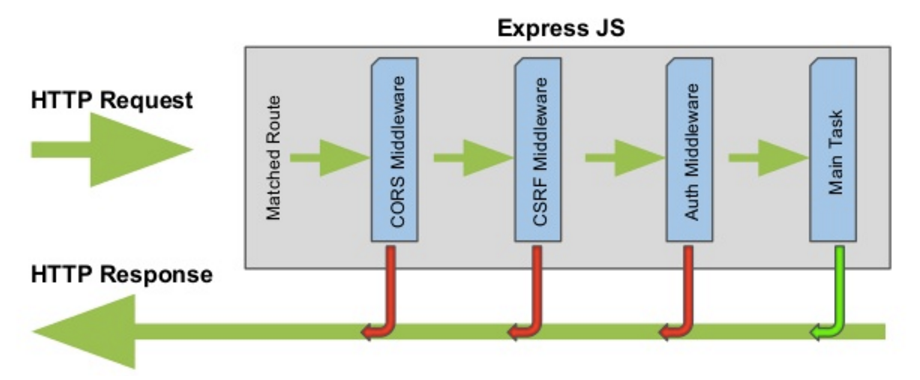 Express JS
HTTP Request
Matched Route
CORS Middleware
CSRF Middleware
Auth Middleware
Main Task
HTTP Response